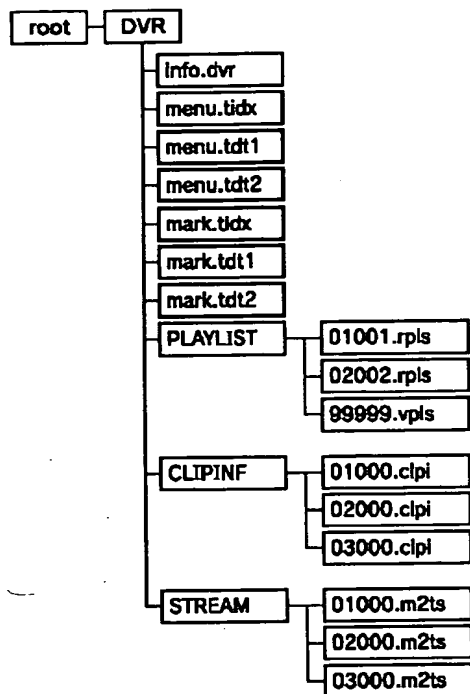 root DVR
info.dvr
menu.tidx
menu.tdt1
menu.tdt2
mark.tidx
mark.tdt1
mark.tdt2
PLAYLIST 01001.rpls
02002.rpls
99999.vpls
CLIPINF 01000.clpi
02000.clpi
03000.clpi
STREAM 01000.m2ts
02000.m2ts
03000.m2ts